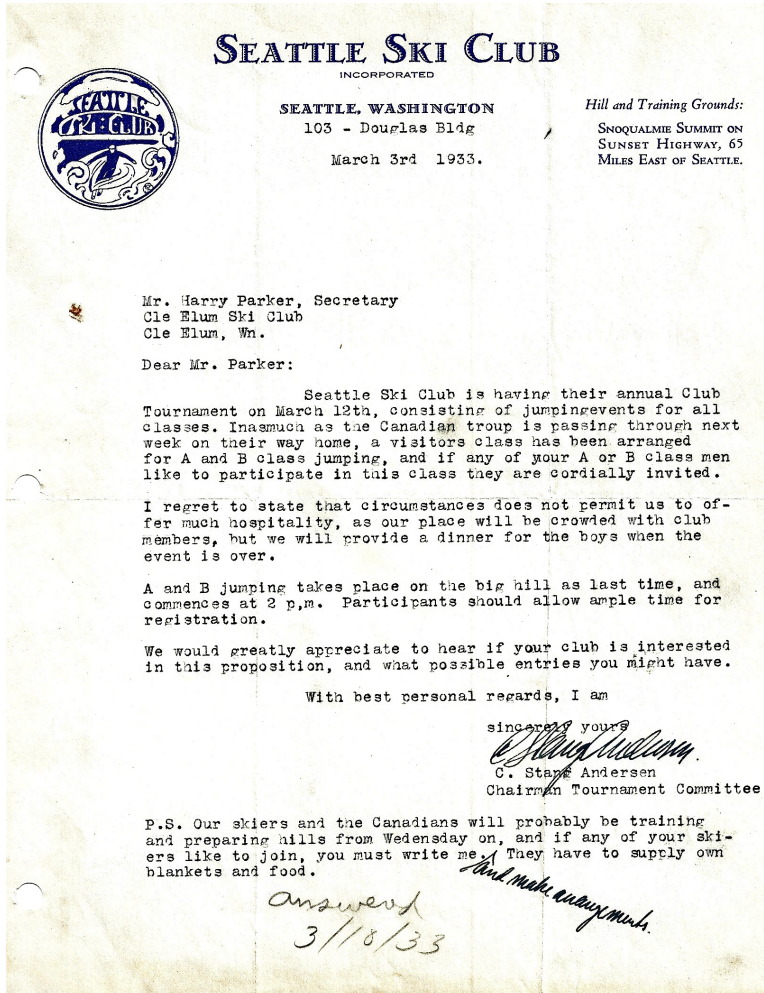 SEATTLE SKI CLUB
INCORPORATED
SEATTLE, WASHINGTON
103 - Douglas Bldg
March 3rd 1933.
Hill and Training Grounds:
SNOQUALMIE SUMMIT ON
SUNSET HIGHWAY, 65
MILES EAST OF SEATTLE.
SEATTLE
SKI-CLUB
Mr. Harry Parker, Secretary
Cle Elum Ski Club
Cle Elum, Wn.
Dear Mr. Parker:
Seattle Ski Club is having their annual Club
Tournament on March 12th, consisting of jumpingevents for all
classes. Inasmuch as the Canadian troup is passing through next
week on their way home, a visitors class has been arranged
for A and B class jumping, and if any of your A or B class men
like to participate in this class they are cordially invited.
I regret to state that circumstances does not permit us to of-
fer much hospitality, as our place will be crowded with club
members, but we will provide a dinner for the boys when the
event is over.
A and B jumping takes place on the big hill as last time, and
commences at 2 p,m. Participants should allow ample time for
registration.
We would greatly appreciate to hear if your club is interested
in this proposition, and what possible entries you might have.
With best personal regards, I am
sincerely yours
C. Stang Andersen
C. Stang Andersen
Chairman Tournament Committee
P.S. Our skiers and the Canadians will probably be training
and preparing hills from Wedensday on, and if any of your ski-
ers like to join, you must write me. They have to supply own
blankets and food.
and make arrangements.
Answered
3/18/33